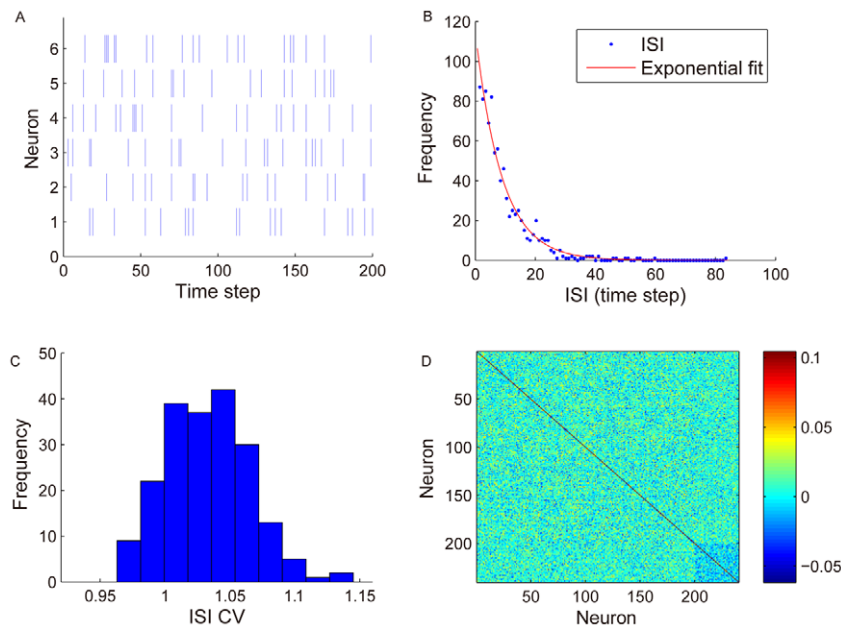 A
Neuron
6
5
4
3
2
1
0
0 50 100 150 200
Time step
B
Frequency
120
100
80
60
40
20
0
0 20 40 60 80 100
ISI (time step)
ISI
Exponential fit
C
Frequency
50
40
30
20
10
0
0.95 1 1.05 1.1 1.15
ISI CV
D
Neuron
50
100
150
200
50 100 150 200
Neuron
0.1
0.05
0
−0.05